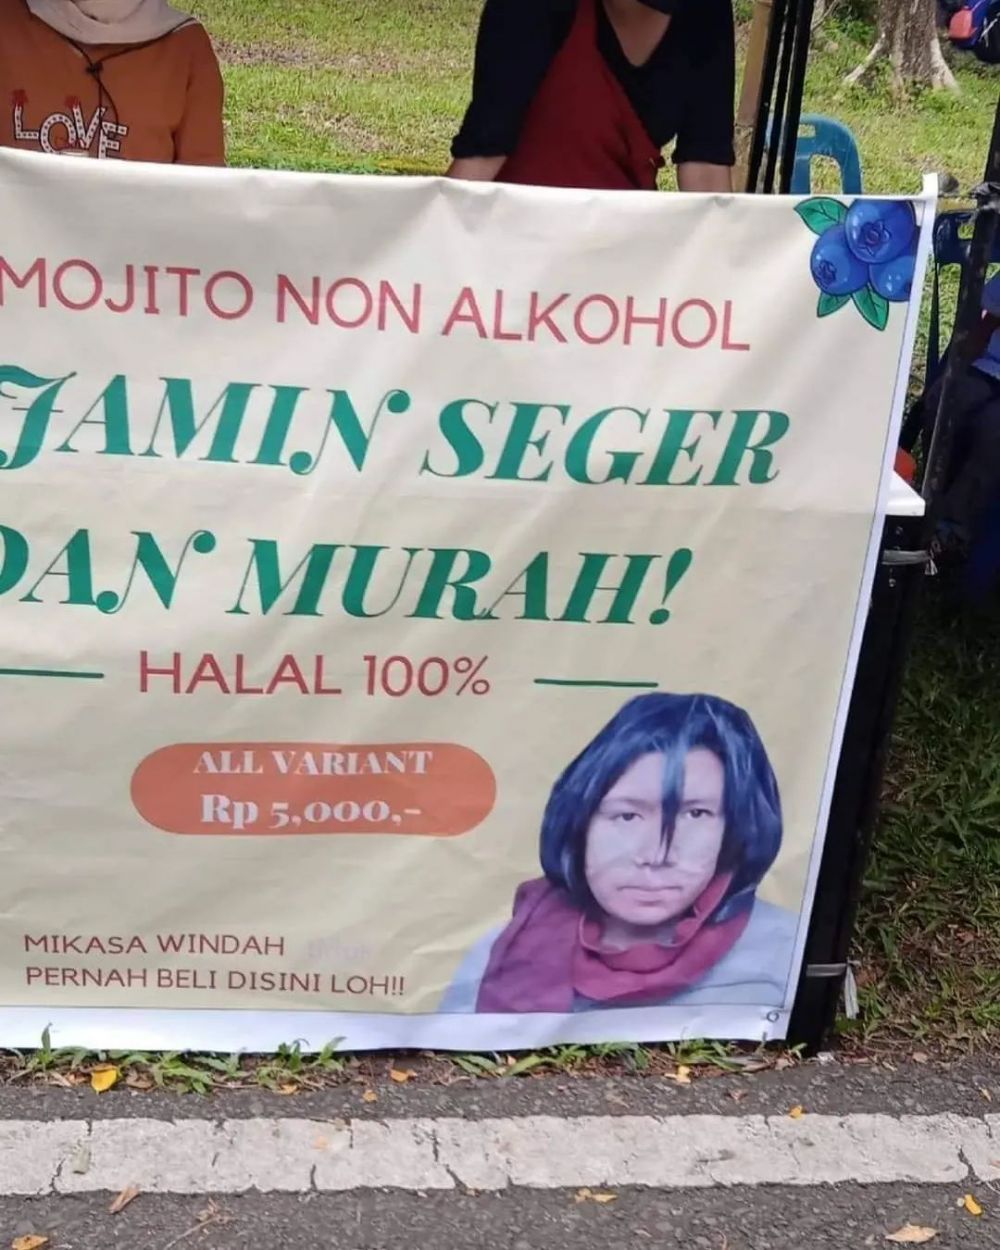 LOVE
MOJITO NON ALKOHOL
JAMIN SEGER
DAN MURAH!
HALAL 100%
ALL VARIANT
Rp 5,000,-
MIKASA WINDAH
PERNAH BELI DISINI LOH!!